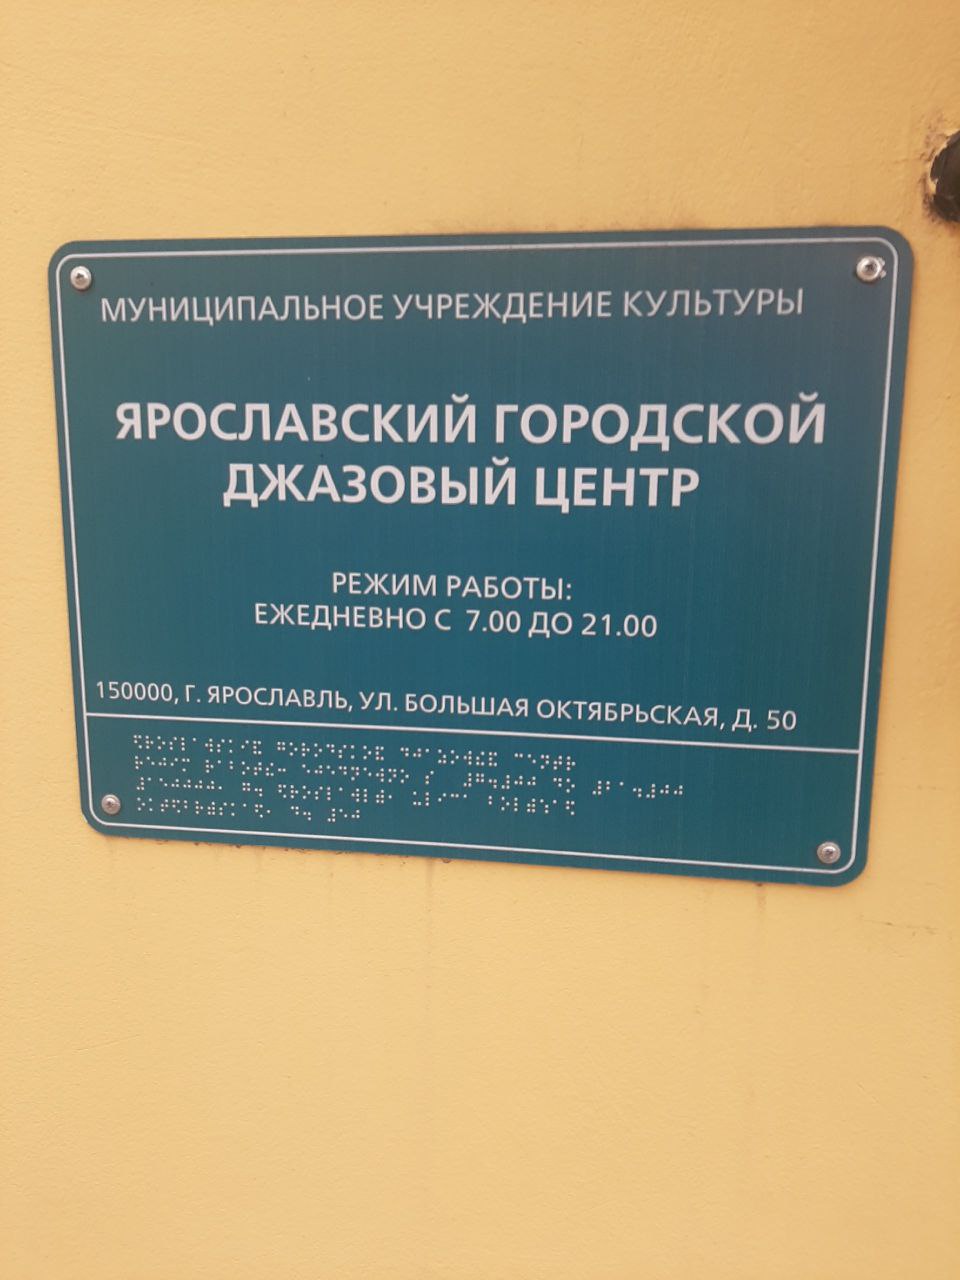 МУНИЦИПАЛЬНОЕ УЧРЕЖДЕНИЕ КУЛЬТУРЫ
ЯРОСЛАВСКИЙ ГОРОДСКОЙ
ДЖАЗОВЫЙ ЦЕНТР
РЕЖИМ РАБОТЫ:
ЕЖЕДНЕВНО С 7.00 ДО 21.00
150000, Г. ЯРОСЛАВЛЬ, УЛ. БОЛЬШАЯ ОКТЯБРЬСКАЯ, Д. 50